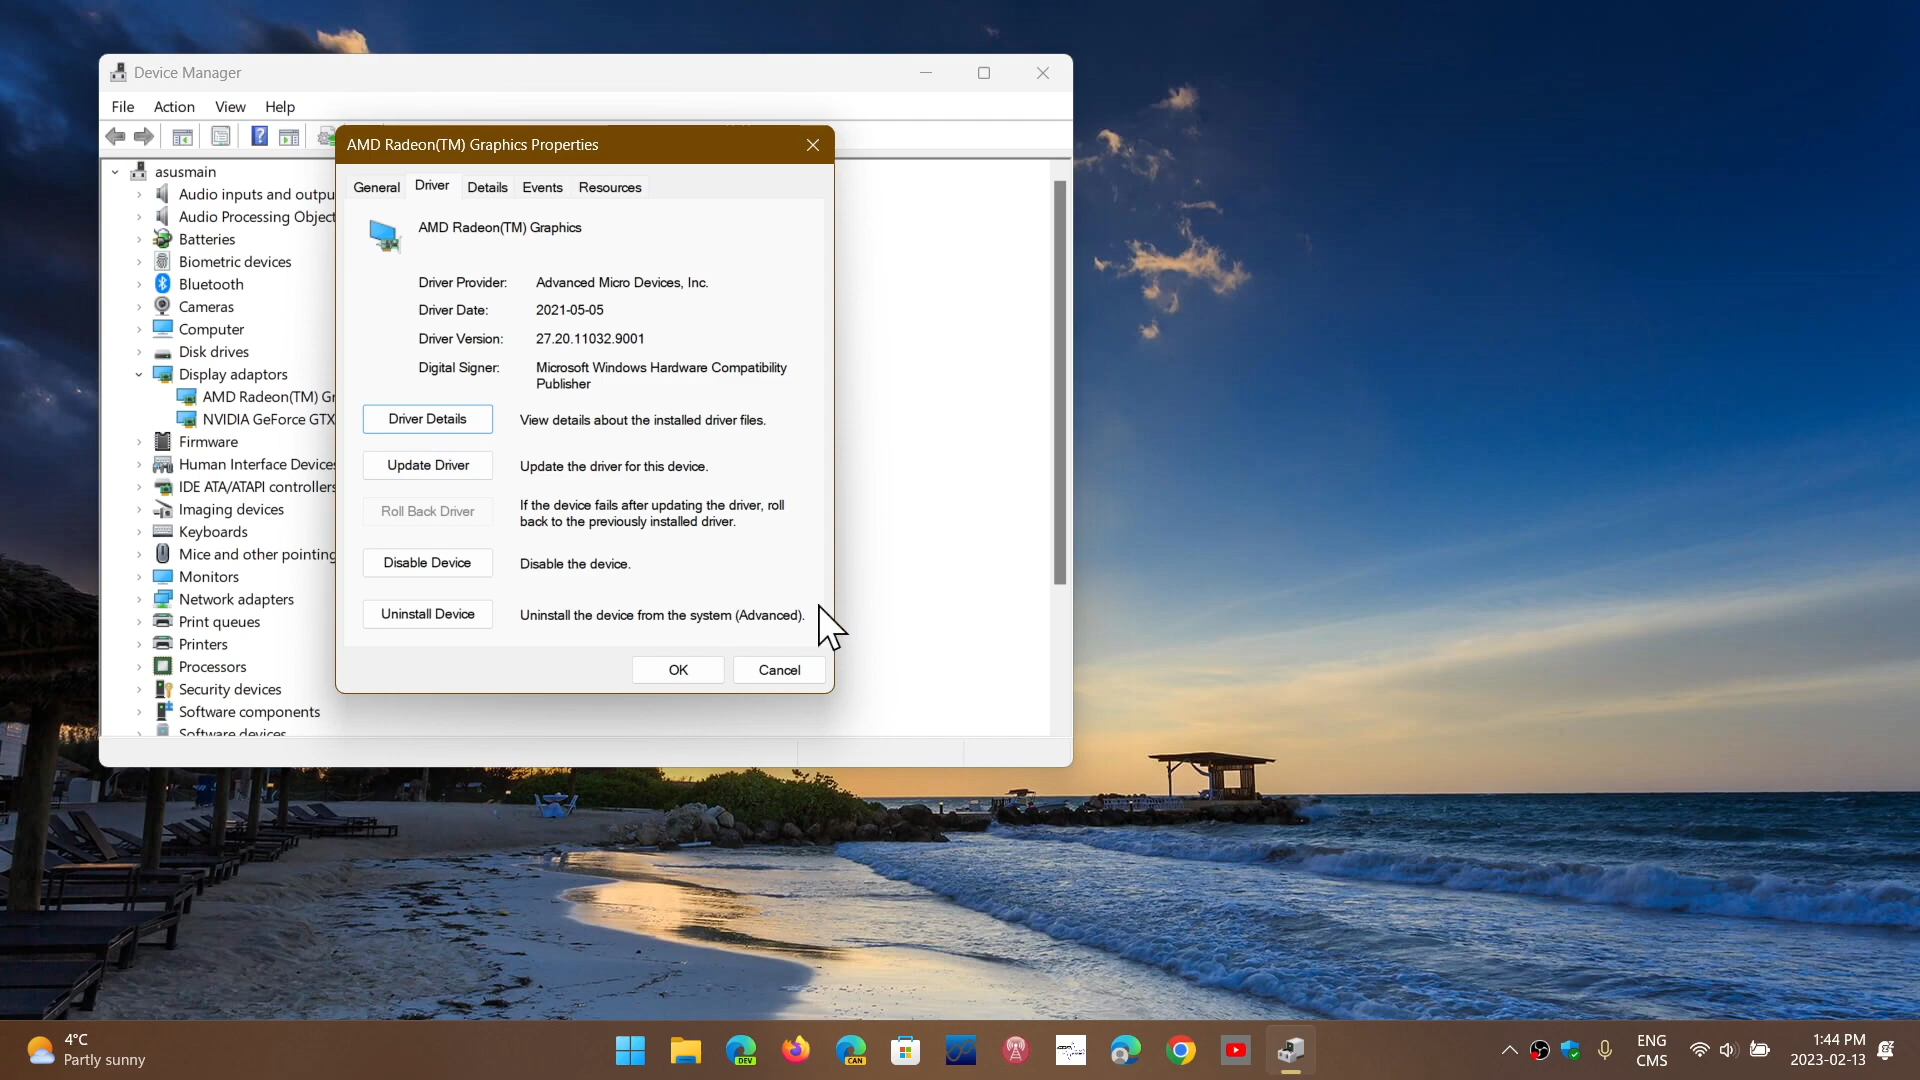 Device Manager
File Action View Help
AMD Radeon(TM) Graphics Properties
General Driver Details Events Resources
AMD Radeon(TM) Graphics
Driver Provider: Advanced Micro Devices, Inc.
Driver Date: 2021-05-05
Driver Version: 27.20.11032.9001
Digital Signer: Microsoft Windows Hardware Compatibility
Publisher
Driver Details View details about the installed driver files.
Update Driver Update the driver for this device.
Roll Back Driver If the device fails after updating the driver, roll
back to the previously installed driver.
Disable Device Disable the device.
Uninstall Device Uninstall the device from the system (Advanced).
OK Cancel
asusmain
Audio inputs and outpu
Audio Processing Object
Batteries
Biometric devices
Bluetooth
Cameras
Computer
Disk drives
Display adaptors
AMD Radeon(TM) Gr
NVIDIA GeForce GTX
Firmware
Human Interface Devices
IDE ATA/ATAPI controllers
Imaging devices
Keyboards
Mice and other pointing
Monitors
Network adapters
Print queues
Printers
Processors
Security devices
Software components
Software devices
4°C
Partly sunny
DEV
CAN
ENG
CMS
1:44 PM
2023-02-13